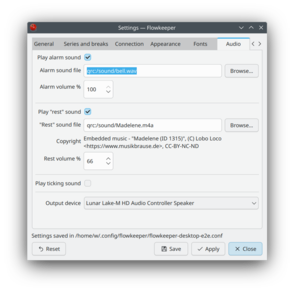 Settings — Flowkeeper
General Series and breaks Connection Appearance Fonts Audio
Play alarm sound
Alarm sound file qrc:/sound/bell.wav Browse...
Alarm volume % 100
Play "rest" sound
"Rest" sound file qrc:/sound/Madelene.m4a Browse...
Copyright Embedded music - "Madelene (ID 1315)", (C) Lobo Loco
<https://www.musikbrause.de>, CC-BY-NC-ND
Rest volume % 66
Play ticking sound
Output device Lunar Lake-M HD Audio Controller Speaker
Settings saved in /home/w/.config/flowkeeper/flowkeeper-desktop-e2e.conf
Reset Save Apply Close